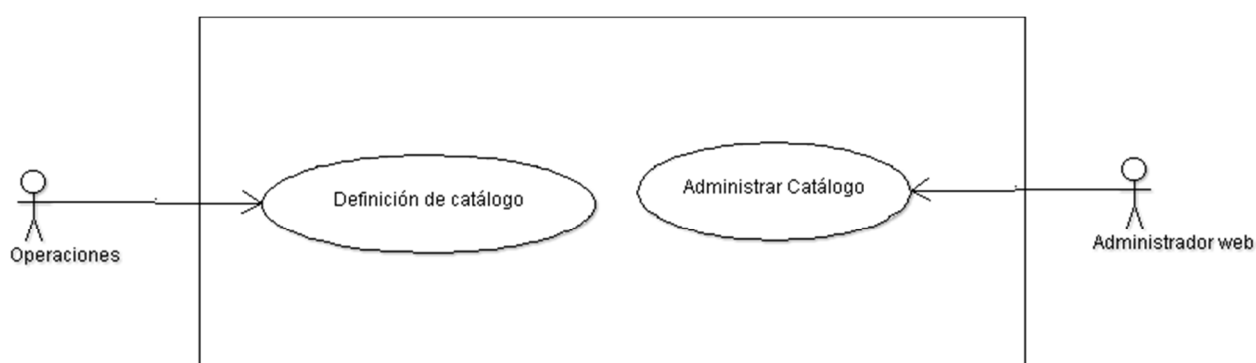 Definición de catálogo
Administrar Catálogo
Operaciones
Administrador web